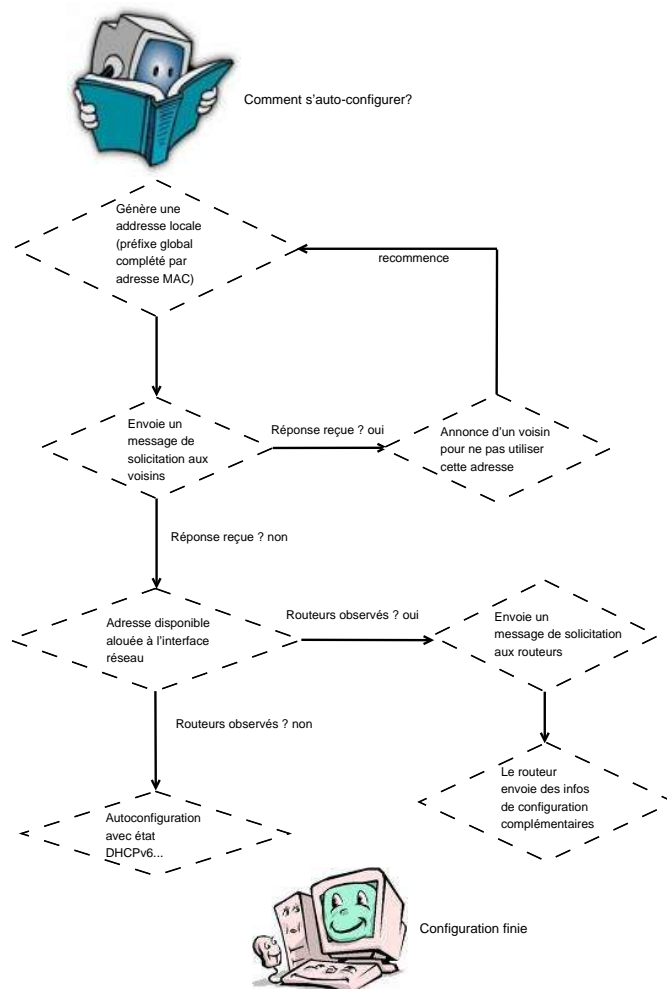 Comment s'auto-configurer?
Génère une
addresse locale
(préfixe global
complété par
adresse MAC)
recommence
Envoie un
message de
solicitation aux
voisins
Réponse reçue ? oui
Annonce d'un voisin
pour ne pas utiliser
cette adresse
Réponse reçue ? non
Adresse disponible
alouée à l'interface
réseau
Routeurs observés ? oui
Envoie un
message de solicitation
aux routeurs
Routeurs observés ? non
Le routeur
envoie des infos
de configuration
complémentaires
Autoconfiguration
avec état
DHCPv6...
Configuration finie